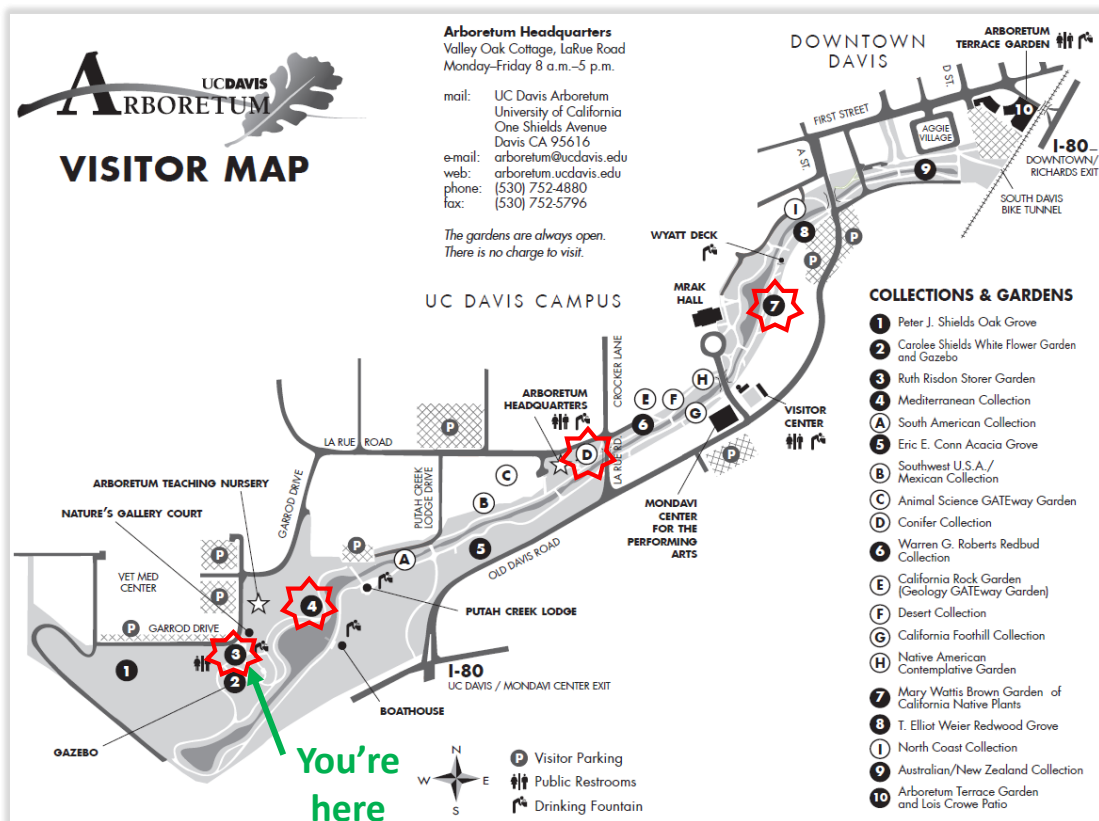 UCDAVIS
ARBORETUM
VISITOR MAP
Arboretum Headquarters
Valley Oak Cottage, LaRue Road
Monday–Friday 8 a.m.–5 p.m.
mail: UC Davis Arboretum
University of California
One Shields Avenue
Davis CA 95616
e-mail: arboretum@ucdavis.edu
web: arboretum.ucdavis.edu
phone: (530) 752-4880
fax: (530) 752-5796
The gardens are always open.
There is no charge to visit.
DOWNTOWN
DAVIS
ARBORETUM
TERRACE GARDEN
D ST.
FIRST STREET
AGGIE
VILLAGE
10
I-80
DOWNTOWN/
RICHARDS EXIT
A ST.
9
SOUTH DAVIS
BIKE TUNNEL
I
8
WYATT DECK
P
P
MRAK
HALL
7
UC DAVIS CAMPUS
CROCKER LANE
H
ARBORETUM
HEADQUARTERS
E
F
G
6
VISITOR
CENTER
P
LA RUE ROAD
P
D
LA RUE RD.
C
MONDAVI
CENTER
FOR THE
PERFORMING
ARTS
ARBORETUM TEACHING NURSERY
GARROD DRIVE
PUTAH CREEK
LODGE DRIVE
B
NATURE'S GALLERY COURT
5
OLD DAVIS ROAD
P
P
A
VET MED
CENTER
P
4
PUTAH CREEK LODGE
P
GARROD DRIVE
3
1
2
I-80
UC DAVIS / MONDAVI CENTER EXIT
BOATHOUSE
GAZEBO
You're
here
N
W
E
S
P Visitor Parking
Public Restrooms
Drinking Fountain
COLLECTIONS & GARDENS
1 Peter J. Shields Oak Grove
2 Carolee Shields White Flower Garden
and Gazebo
3 Ruth Risdon Storer Garden
4 Mediterranean Collection
A South American Collection
5 Eric E. Conn Acacia Grove
B Southwest U.S.A./
Mexican Collection
C Animal Science GATEway Garden
D Conifer Collection
6 Warren G. Roberts Redbud
Collection
E California Rock Garden
(Geology GATEway Garden)
F Desert Collection
G California Foothill Collection
H Native American
Contemplative Garden
7 Mary Wattis Brown Garden of
California Native Plants
8 T. Elliot Weier Redwood Grove
I North Coast Collection
9 Australian/New Zealand Collection
10 Arboretum Terrace Garden
and Lois Crowe Patio